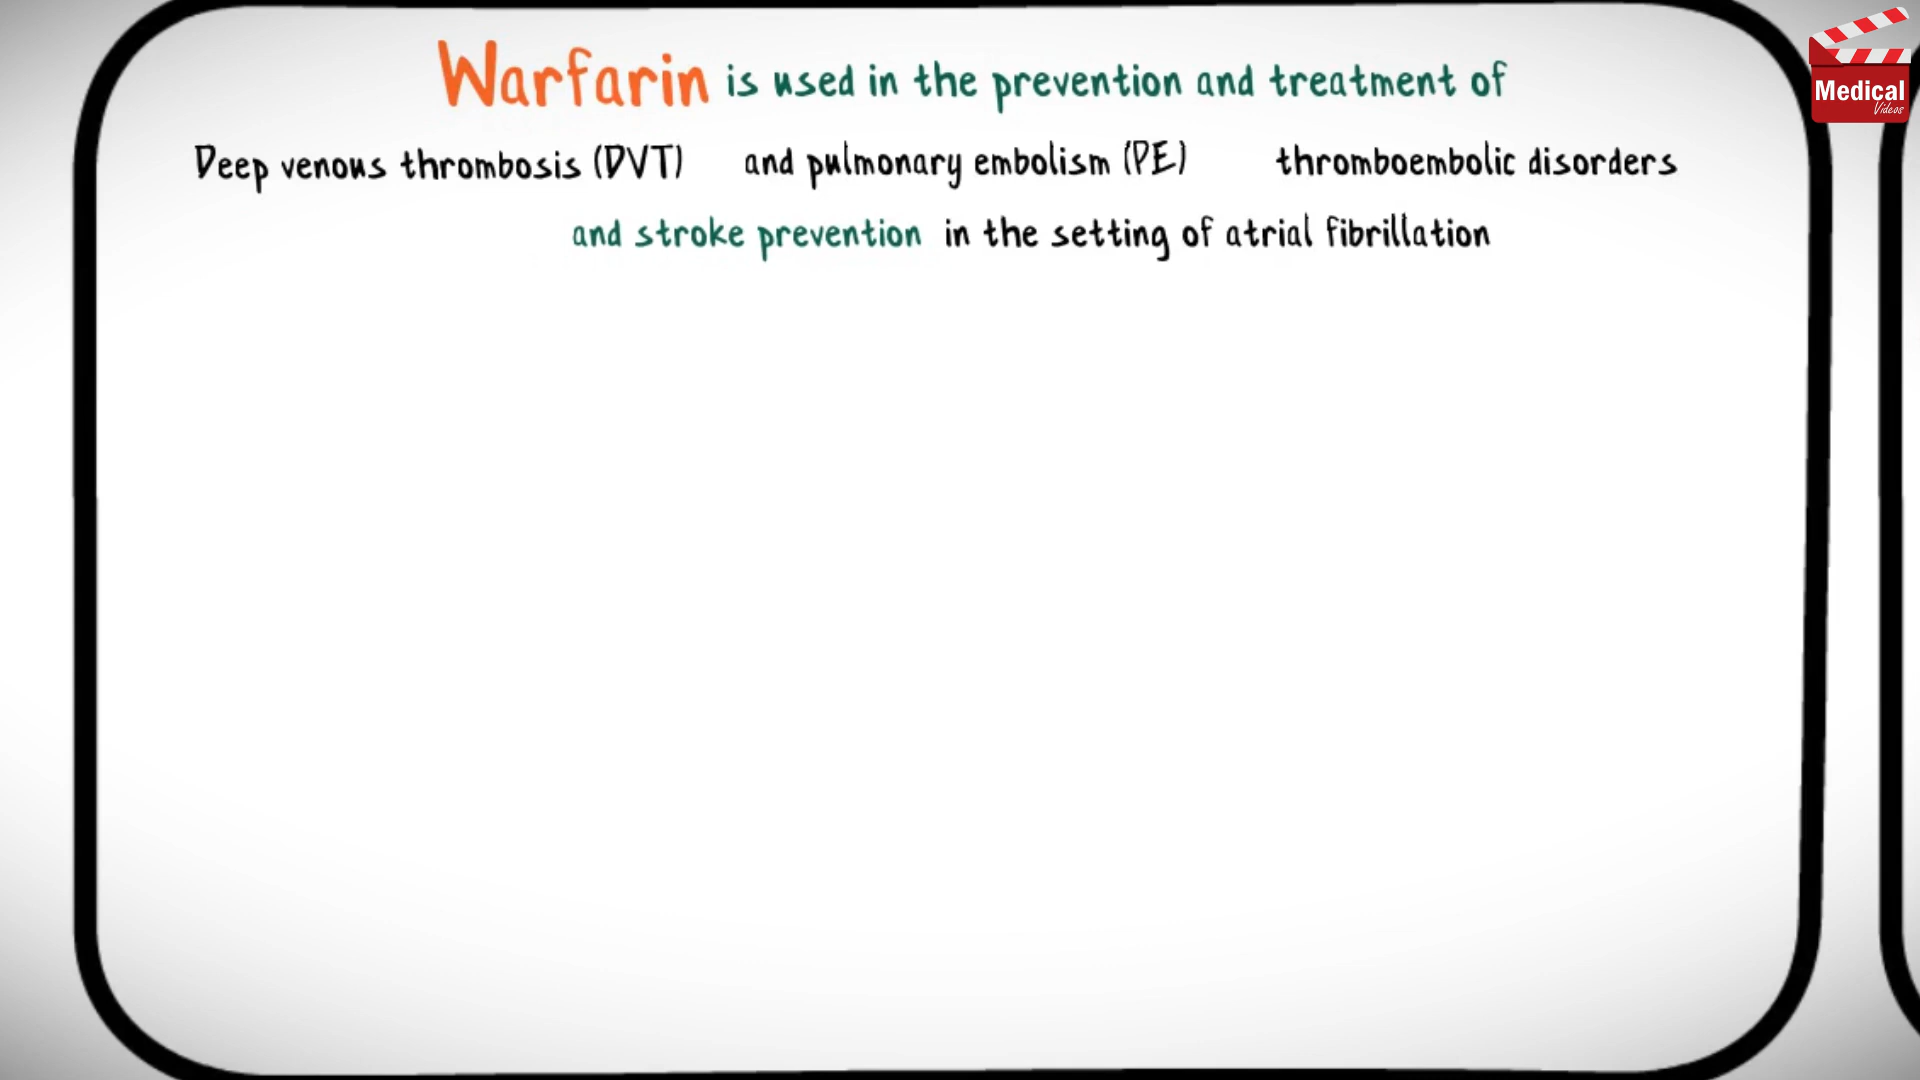 Warfarin is used in the prevention and treatment of
Deep venous thrombosis (DVT) and pulmonary embolism (PE) thromboembolic disorders
and stroke prevention in the setting of atrial fibrillation
Medical
Videos